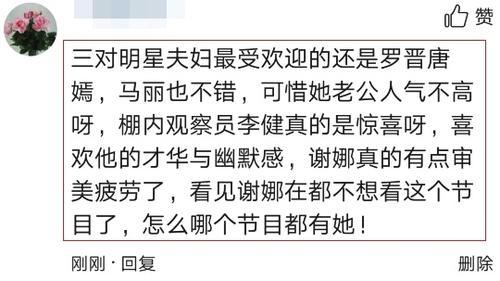 赞
三对明星夫妇最受欢迎的还是罗晋唐
嫣，马丽也不错，可惜她老公人气不高
呀，棚内观察员李健真的是惊喜呀，喜
欢他的才华与幽默感，谢娜真的有点审
美疲劳了，看见谢娜在都不想看这个节
目了，怎么哪个节目都有她！
刚刚·回复
删除